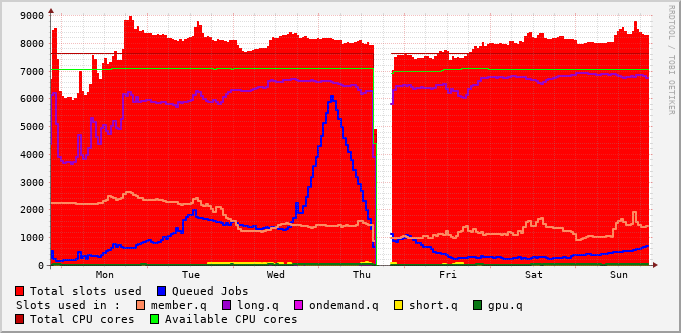 9000
8000
7000
6000
5000
4000
3000
2000
1000
0
Mon Tue Wed Thu Fri Sat Sun
Total slots used Queued Jobs
Slots used in : member.q long.q ondemand.q short.q gpu.q
Total CPU cores Available CPU cores
RRDTOOL / TOBI OETIKER